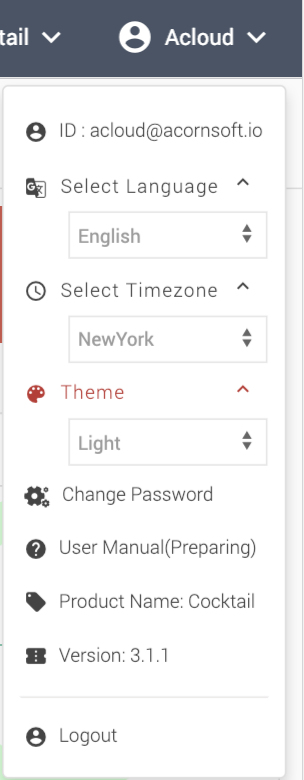 tail
Acloud
ID : acloud@acornsoft.io
Select Language
English
Select Timezone
NewYork
Theme
Light
Change Password
User Manual(Preparing)
Product Name: Cocktail
Version: 3.1.1
Logout